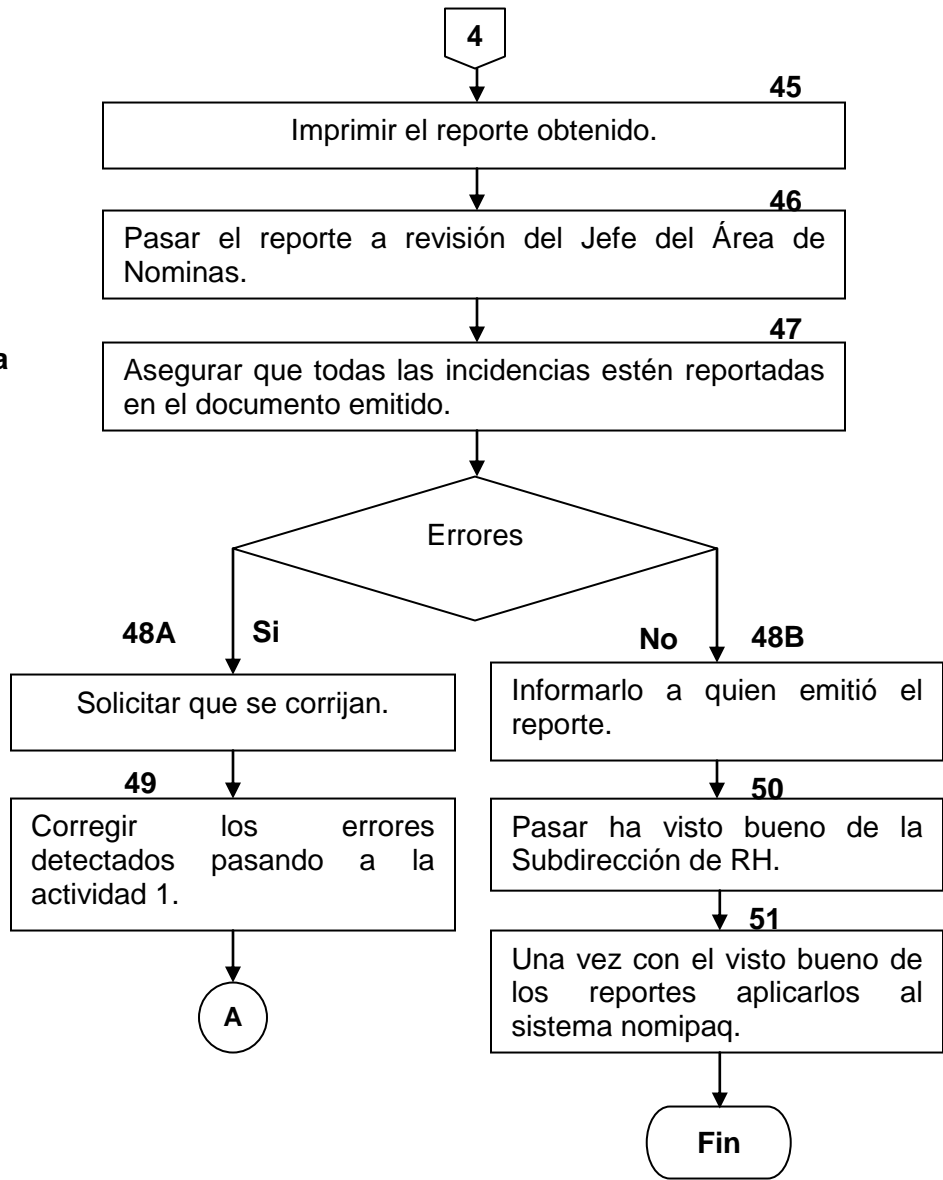 4
45
Imprimir el reporte obtenido.
46
Pasar el reporte a revisión del Jefe del Área de
Nominas.
47
a
Asegurar que todas las incidencias estén reportadas
en el documento emitido.
Errores
48A Si
No 48B
Solicitar que se corrijan.
Informarlo a quien emitió el
reporte.
49
Corregir los errores
detectados pasando a la
actividad 1.
50
Pasar ha visto bueno de la
Subdirección de RH.
51
Una vez con el visto bueno de
los reportes aplicarlos al
sistema nomipaq.
A
Fin